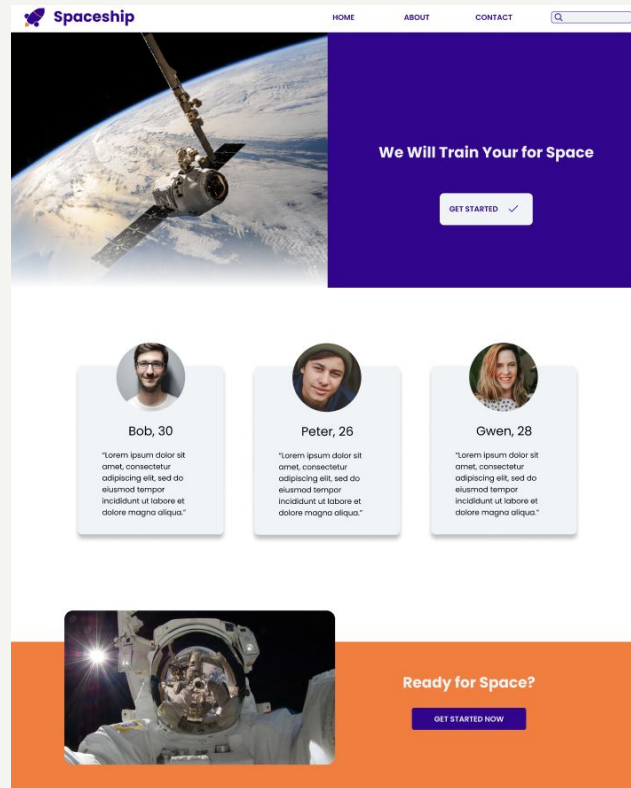 Spaceship
HOME ABOUT CONTACT
We Will Train Your for Space
GET STARTED
Bob, 30
"Lorem ipsum dolor sit
amet, consectetur
adipiscing elit, sed do
eiusmod tempor
incididunt ut labore et
dolore magna aliqua."
Peter, 26
"Lorem ipsum dolor sit
amet, consectetur
adipiscing elit, sed do
eiusmod tempor
incididunt ut labore et
dolore magna aliqua."
Gwen, 28
"Lorem ipsum dolor sit
amet, consectetur
adipiscing elit, sed do
eiusmod tempor
incididunt ut labore et
dolore magna aliqua."
Ready for Space?
GET STARTED NOW